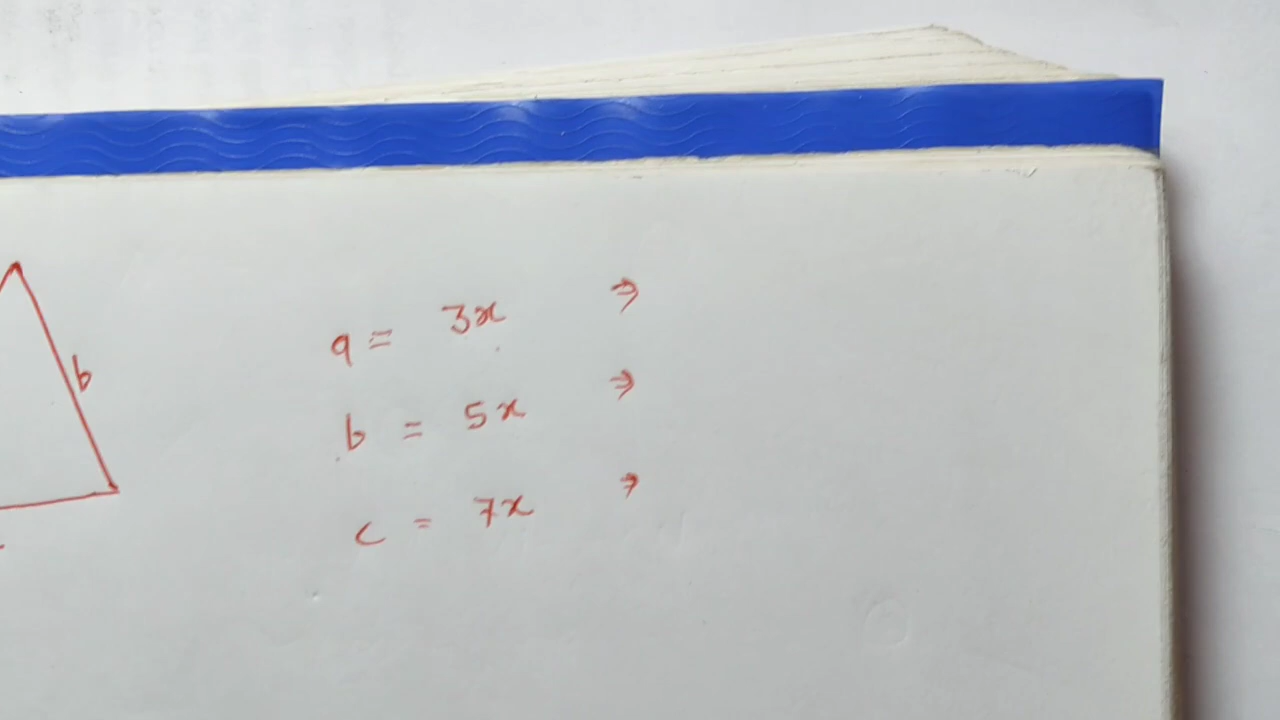 a = 3x ⇒
b
b = 5x ⇒
c = 7x ⇒